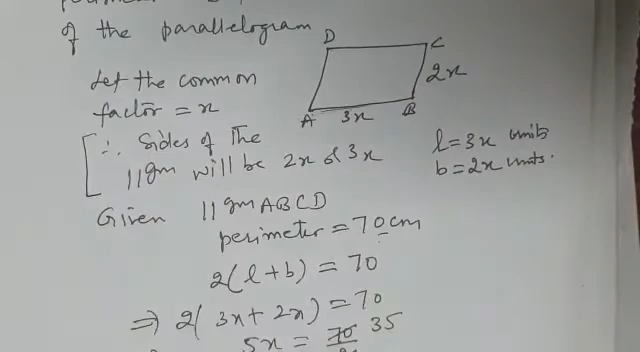 of the parallelogram
D
C
Let the common
factor = x
2x
A
3x
B
∴ Sides of the
||gm will be 2x & 3x
l = 3x units
b = 2x units.
Given ||gm ABCD
perimeter = 70cm
2(l+b) = 70
⇒ 2(3x + 2x) = 70
5x = 70 35